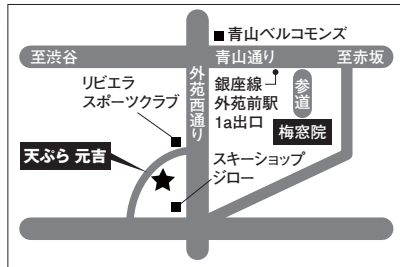 ■青山ベルコモンズ
至渋谷
青山通り
至赤坂
外苑西通り
リビエラ
スポーツクラブ
銀座線
外苑前駅
1a出口
参道
梅窓院
天ぷら 元吉
スキーショップ
ジロー